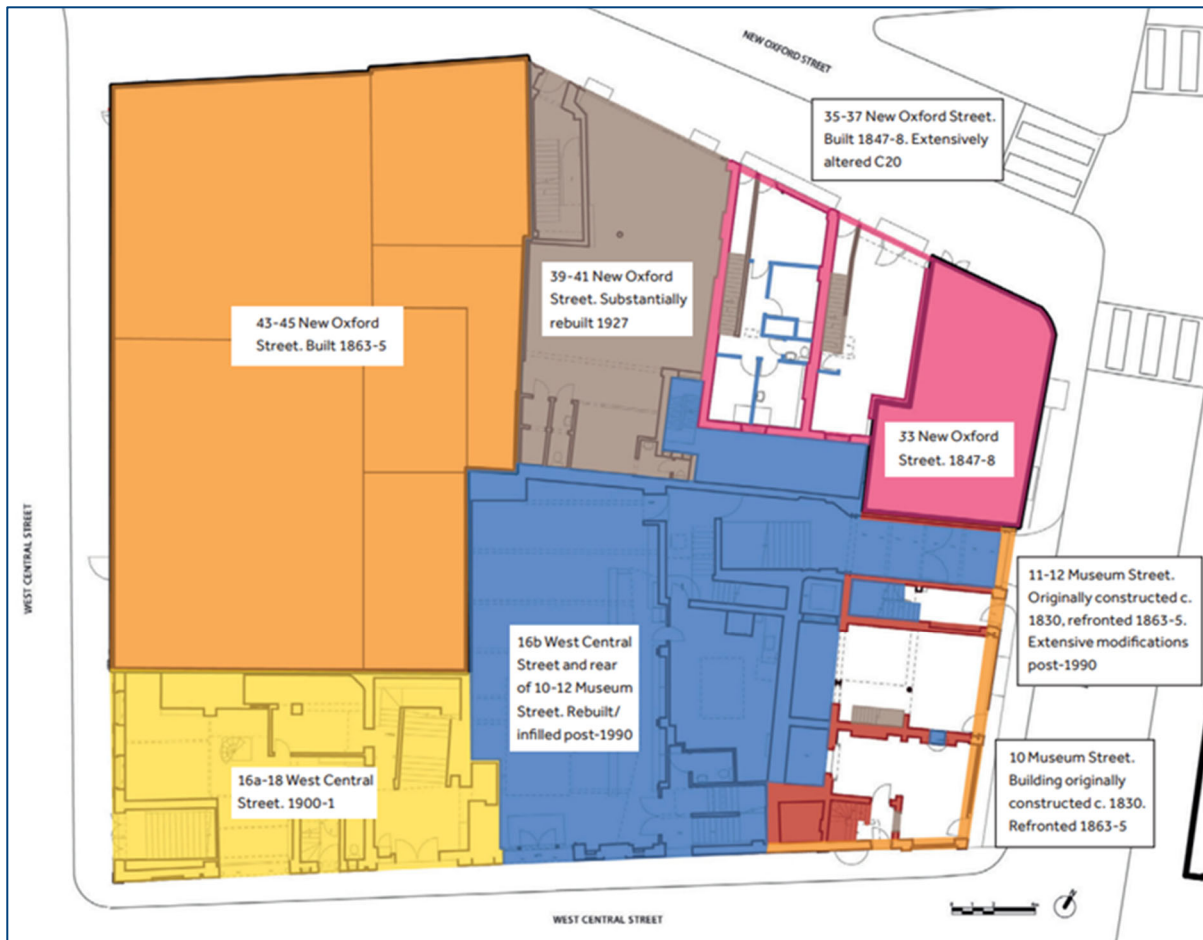 NEW OXFORD STREET
35-37 New Oxford Street.
Built 1847-8. Extensively
altered C20
39-41 New Oxford
Street. Substantially
rebuilt 1927
43-45 New Oxford
Street. Built 1863-5
33 New Oxford
Street. 1847-8
WEST CENTRAL STREET
11-12 Museum Street.
Originally constructed c.
1830, refronted 1863-5.
Extensive modifications
post-1990
16b West Central
Street and rear
of 10-12 Museum
Street. Rebuilt/
infilled post-1990
10 Museum Street.
Building originally
constructed c. 1830.
Refronted 1863-5
16a-18 West Central
Street. 1900-1
WEST CENTRAL STREET